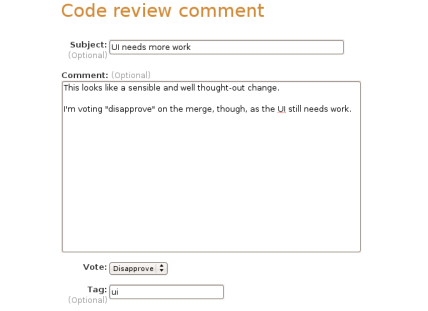 Code review comment
Subject: UI needs more work
(Optional)
Comment: (Optional)
This looks like a sensible and well thought-out change.
I'm voting "disapprove" on the merge, though, as the UI still needs work.
Vote: Disapprove
Tag: ui
(Optional)